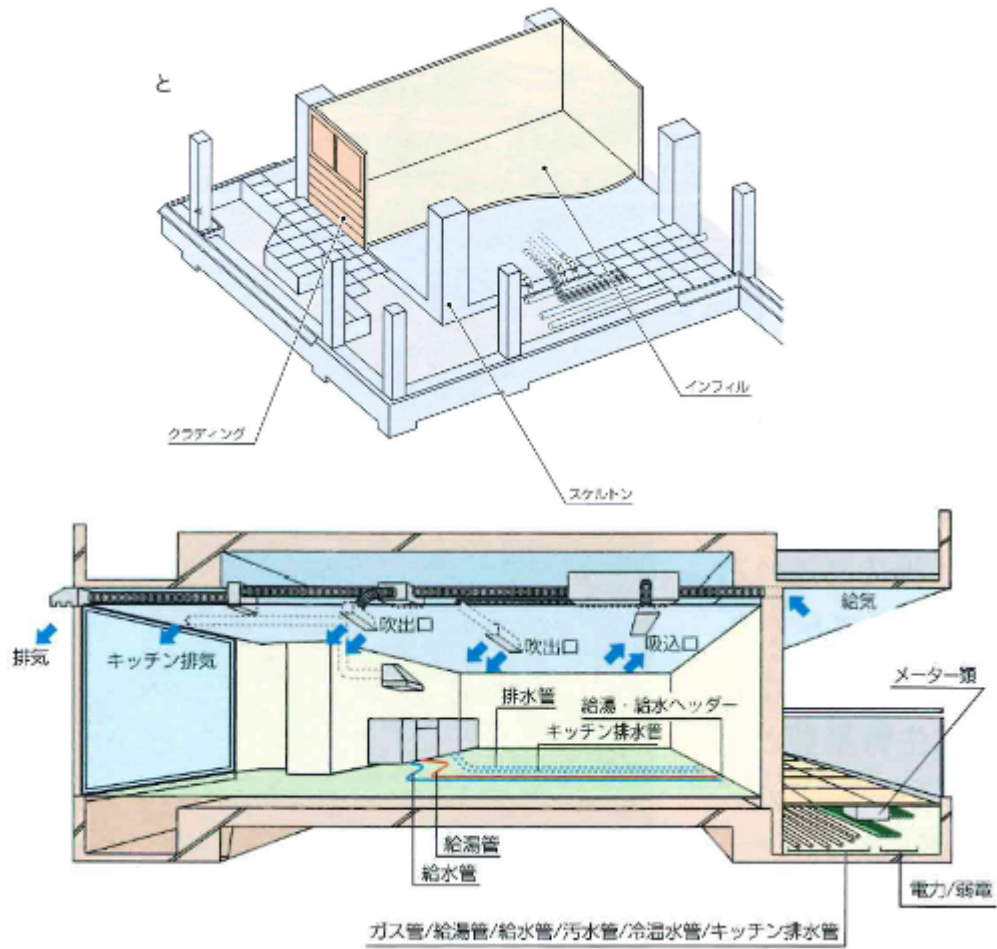 と
インフィル
クラディング
スケルトン
給気
吹出口
排気
キッチン排気
吹出口
吸込口
メーター類
排水管
給湯・給水ヘッダー
キッチン排水管
給湯管
給水管
電力/弱電
ガス管/給湯管/給水管/汚水管/冷温水管/キッチン排水管